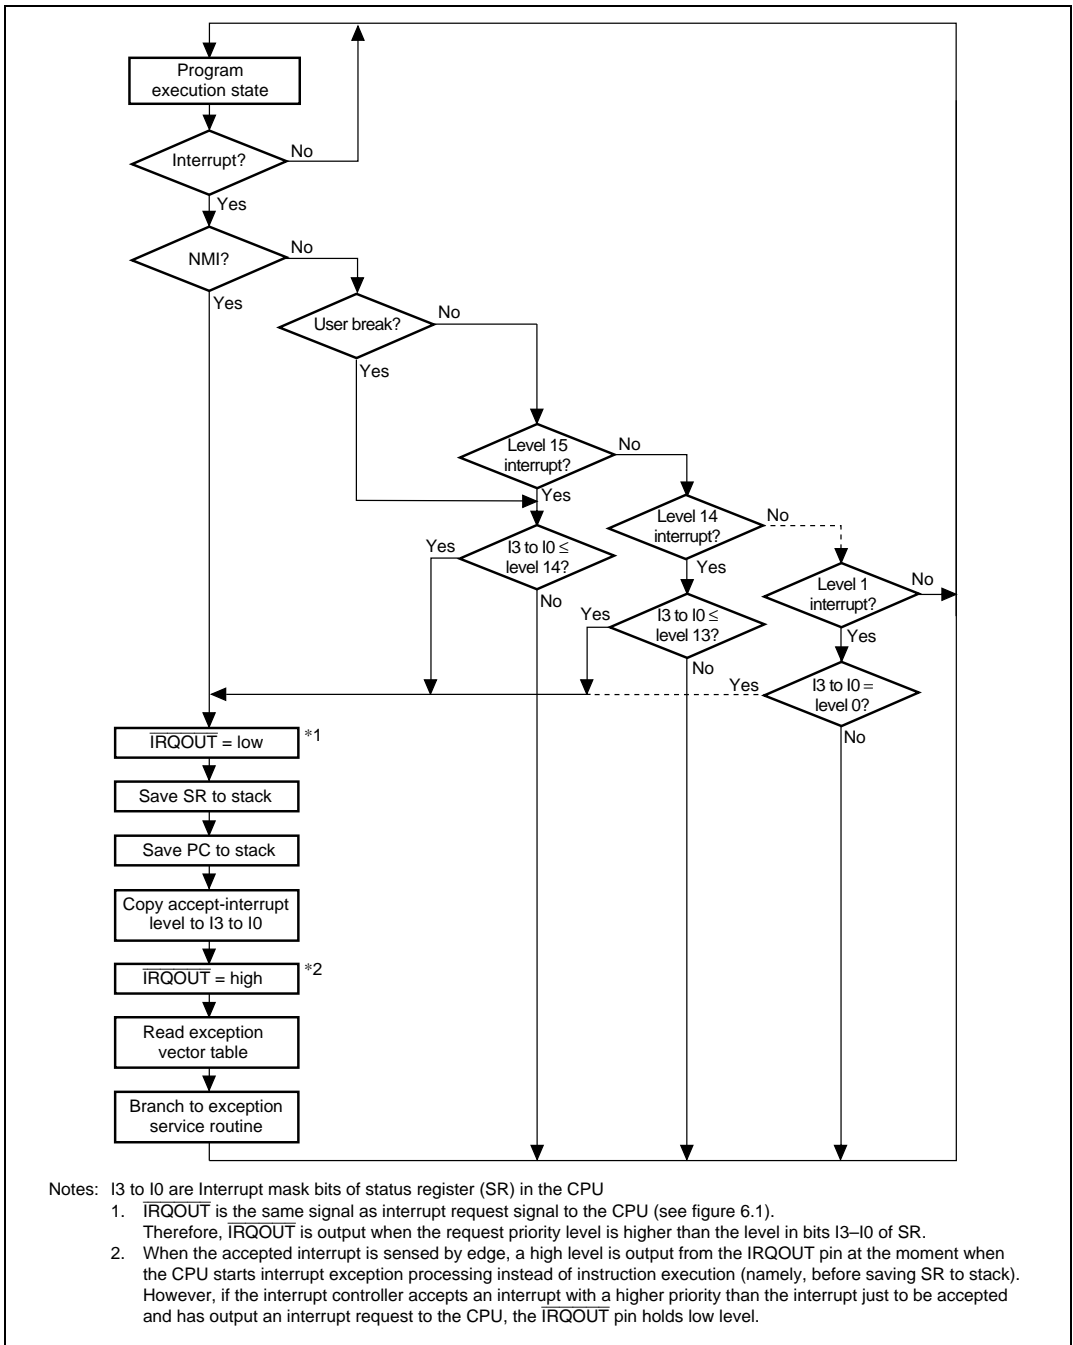 Program
execution state
Interrupt?
No
Yes
NMI?
No
Yes
User break?
No
Yes
Level 15
interrupt?
No
Yes
Level 14
interrupt?
No
Yes
I3 to I0 ≤
level 14?
Yes
No
Level 1
interrupt?
No
Yes
I3 to I0 ≤
level 13?
Yes
No
I3 to I0 =
level 0?
Yes
No
IRQOUT = low *1
Save SR to stack
Save PC to stack
Copy accept-interrupt
level to I3 to I0
IRQOUT = high *2
Read exception
vector table
Branch to exception
service routine
Notes: I3 to I0 are Interrupt mask bits of status register (SR) in the CPU
1. IRQOUT is the same signal as interrupt request signal to the CPU (see figure 6.1).
Therefore, IRQOUT is output when the request priority level is higher than the level in bits I3–I0 of SR.
2. When the accepted interrupt is sensed by edge, a high level is output from the IRQOUT pin at the moment when
the CPU starts interrupt exception processing instead of instruction execution (namely, before saving SR to stack).
However, if the interrupt controller accepts an interrupt with a higher priority than the interrupt just to be accepted
and has output an interrupt request to the CPU, the IRQOUT pin holds low level.